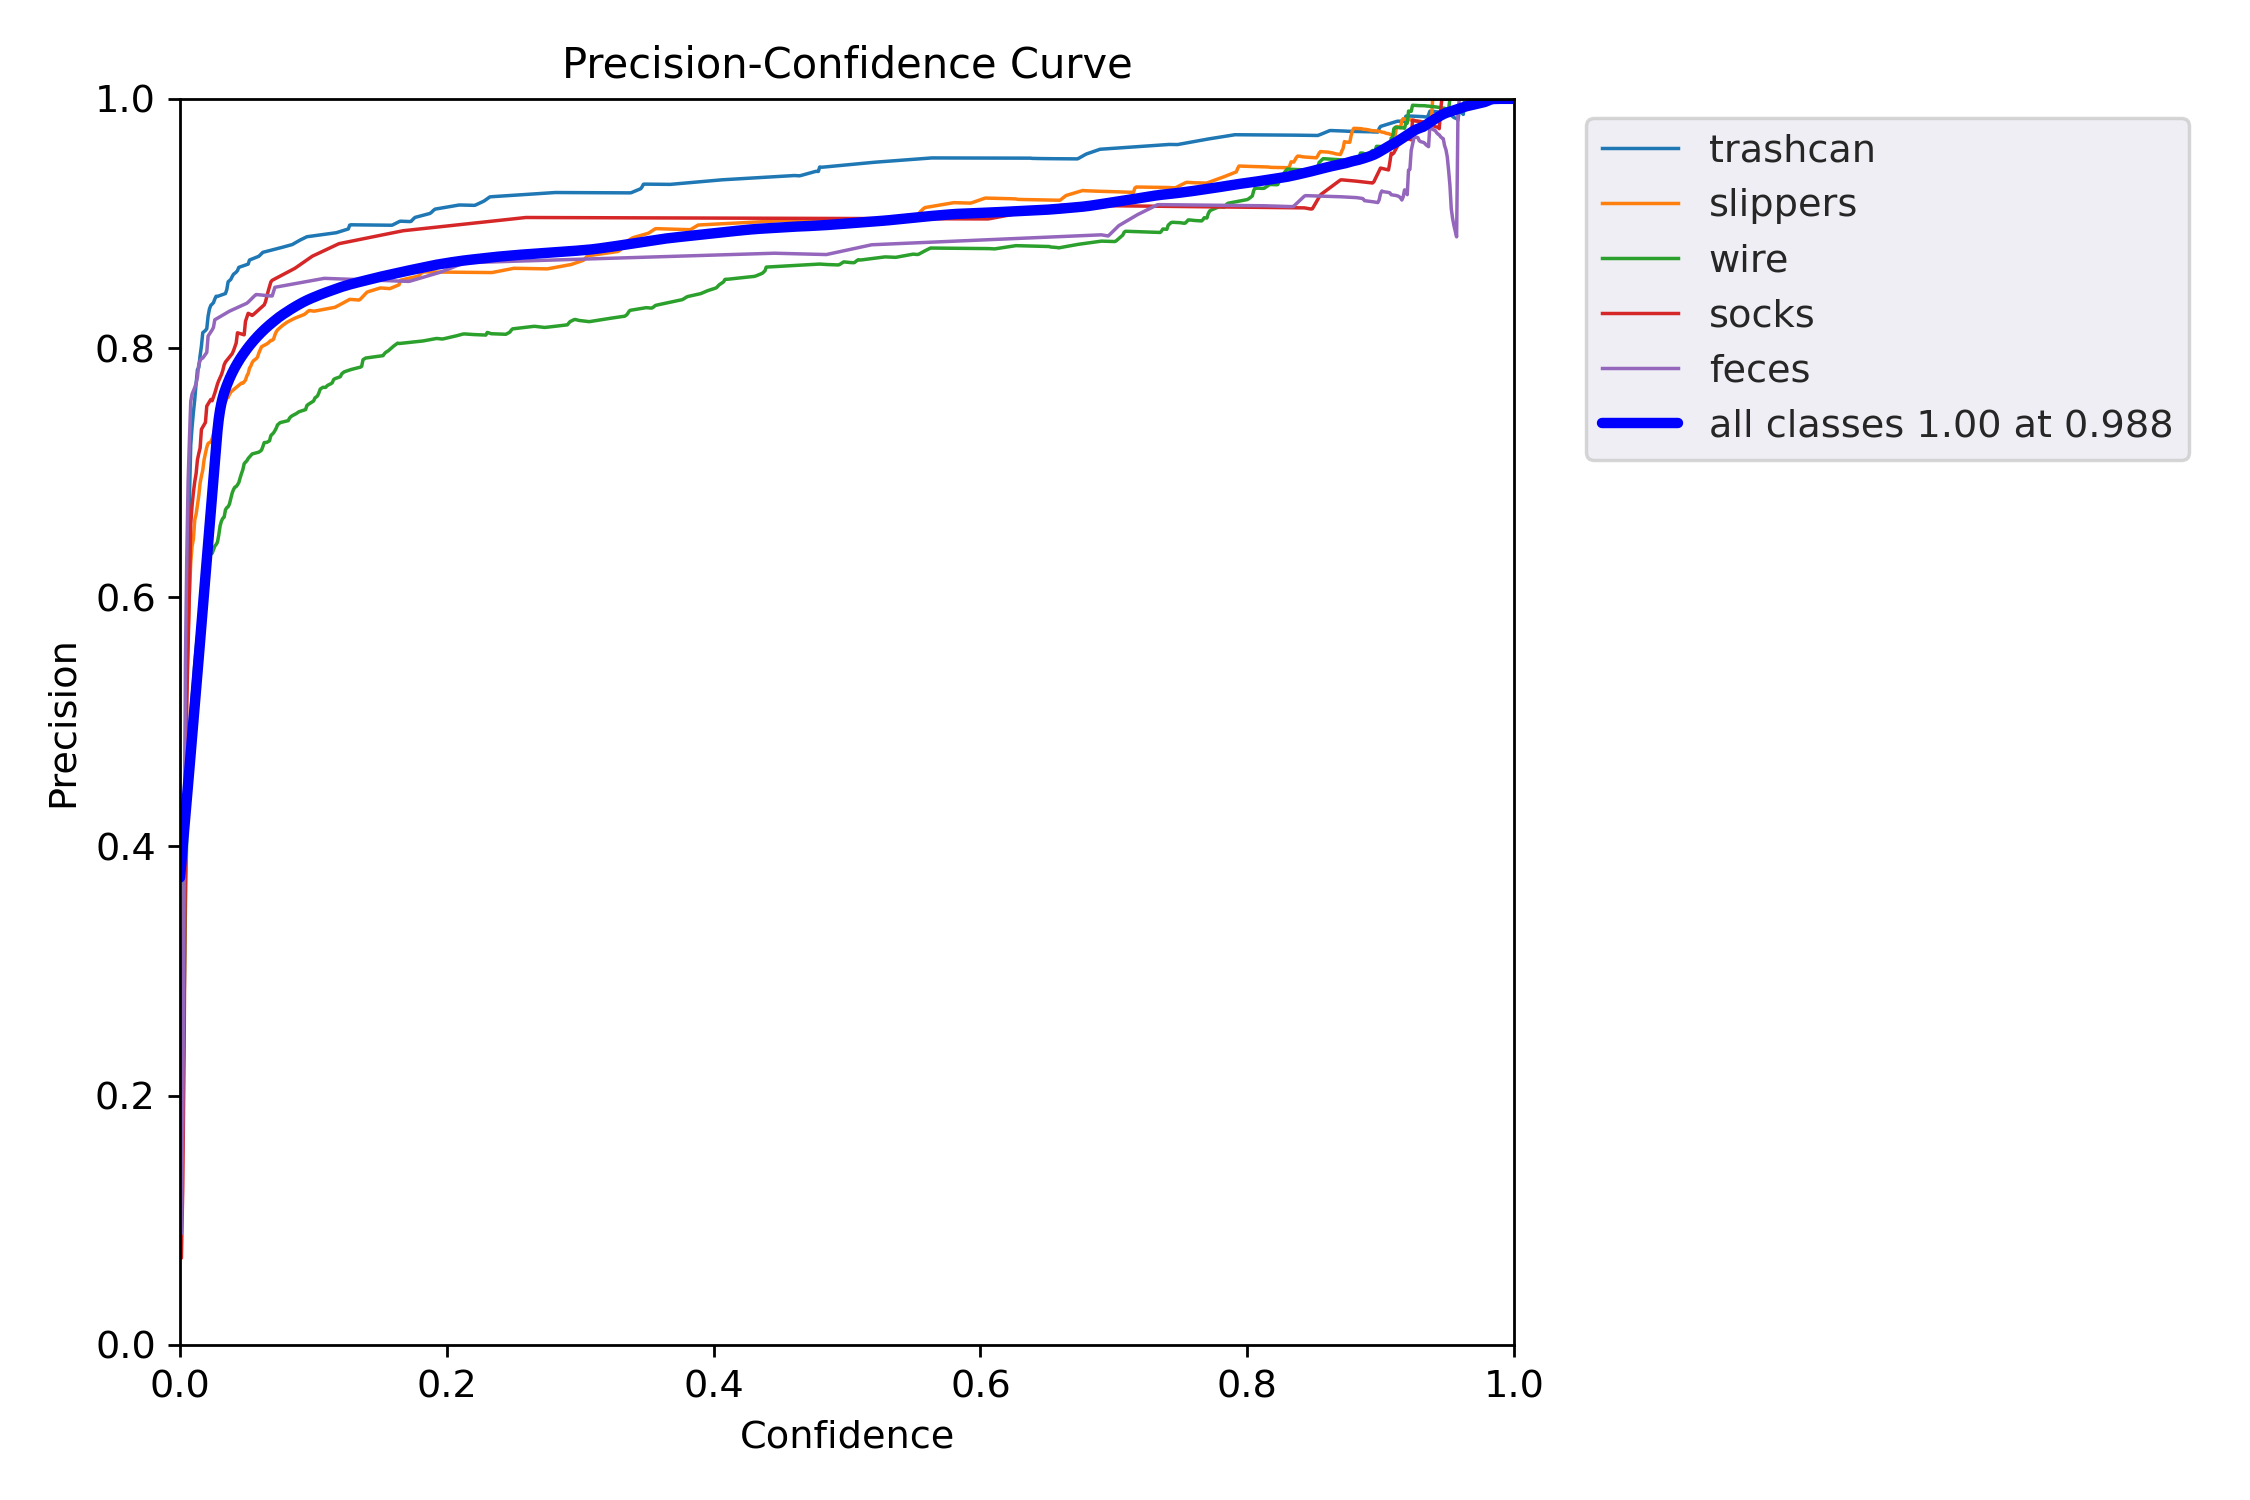 Precision-Confidence Curve
1.0
0.8
0.6
0.4
0.2
0.0
Precision
0.0 0.2 0.4 0.6 0.8 1.0
Confidence
trashcan
slippers
wire
socks
feces
all classes 1.00 at 0.988